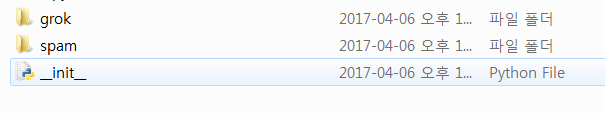 grok 2017-04-06 오후 1... 파일 폴더
spam 2017-04-06 오후 1... 파일 폴더
__init__ 2017-04-06 오후 1... Python File